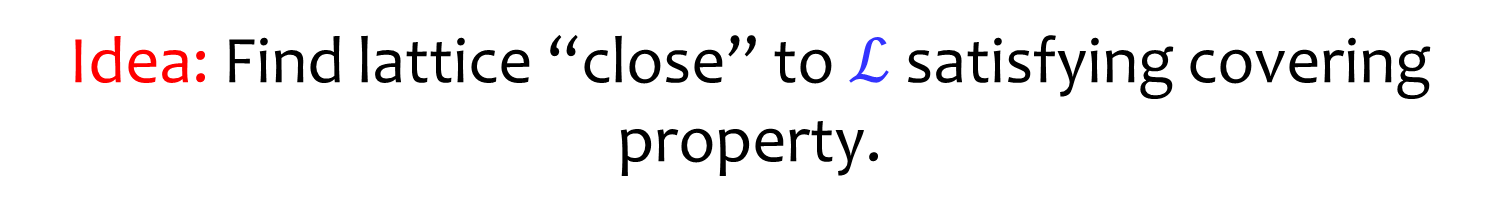 Idea: Find lattice “close” to ℒ satisfying covering
property.